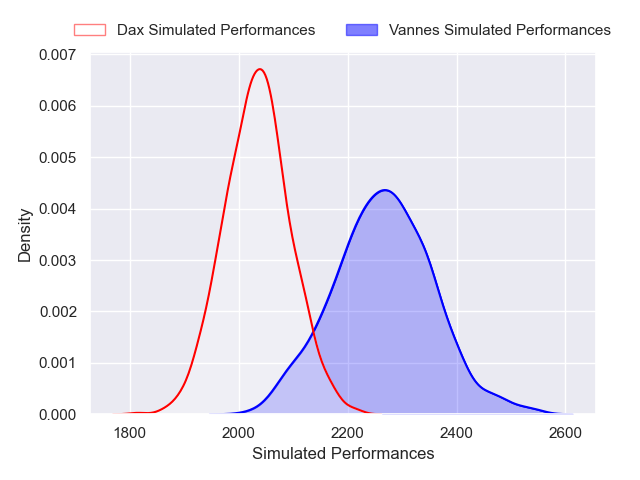 Dax Simulated Performances Vannes Simulated Performances
0.007
0.006
0.005
0.004
0.003
0.002
0.001
0.000
Density
1800 2000 2200 2400 2600
Simulated Performances